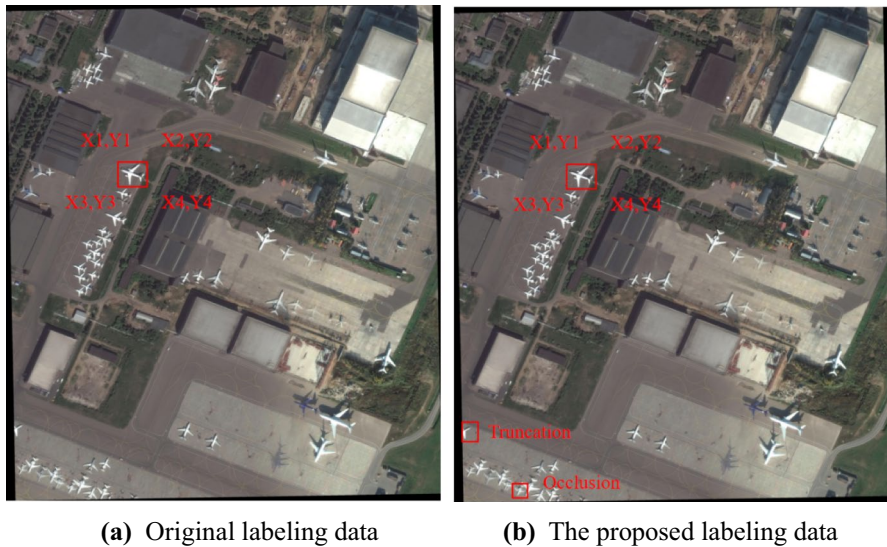 X1,Y1 X2,Y2
X3,Y3 X4,Y4
X1,Y1 X2,Y2
X3,Y3 X4,Y4
Truncation
Occlusion
(a) Original labeling data
(b) The proposed labeling data